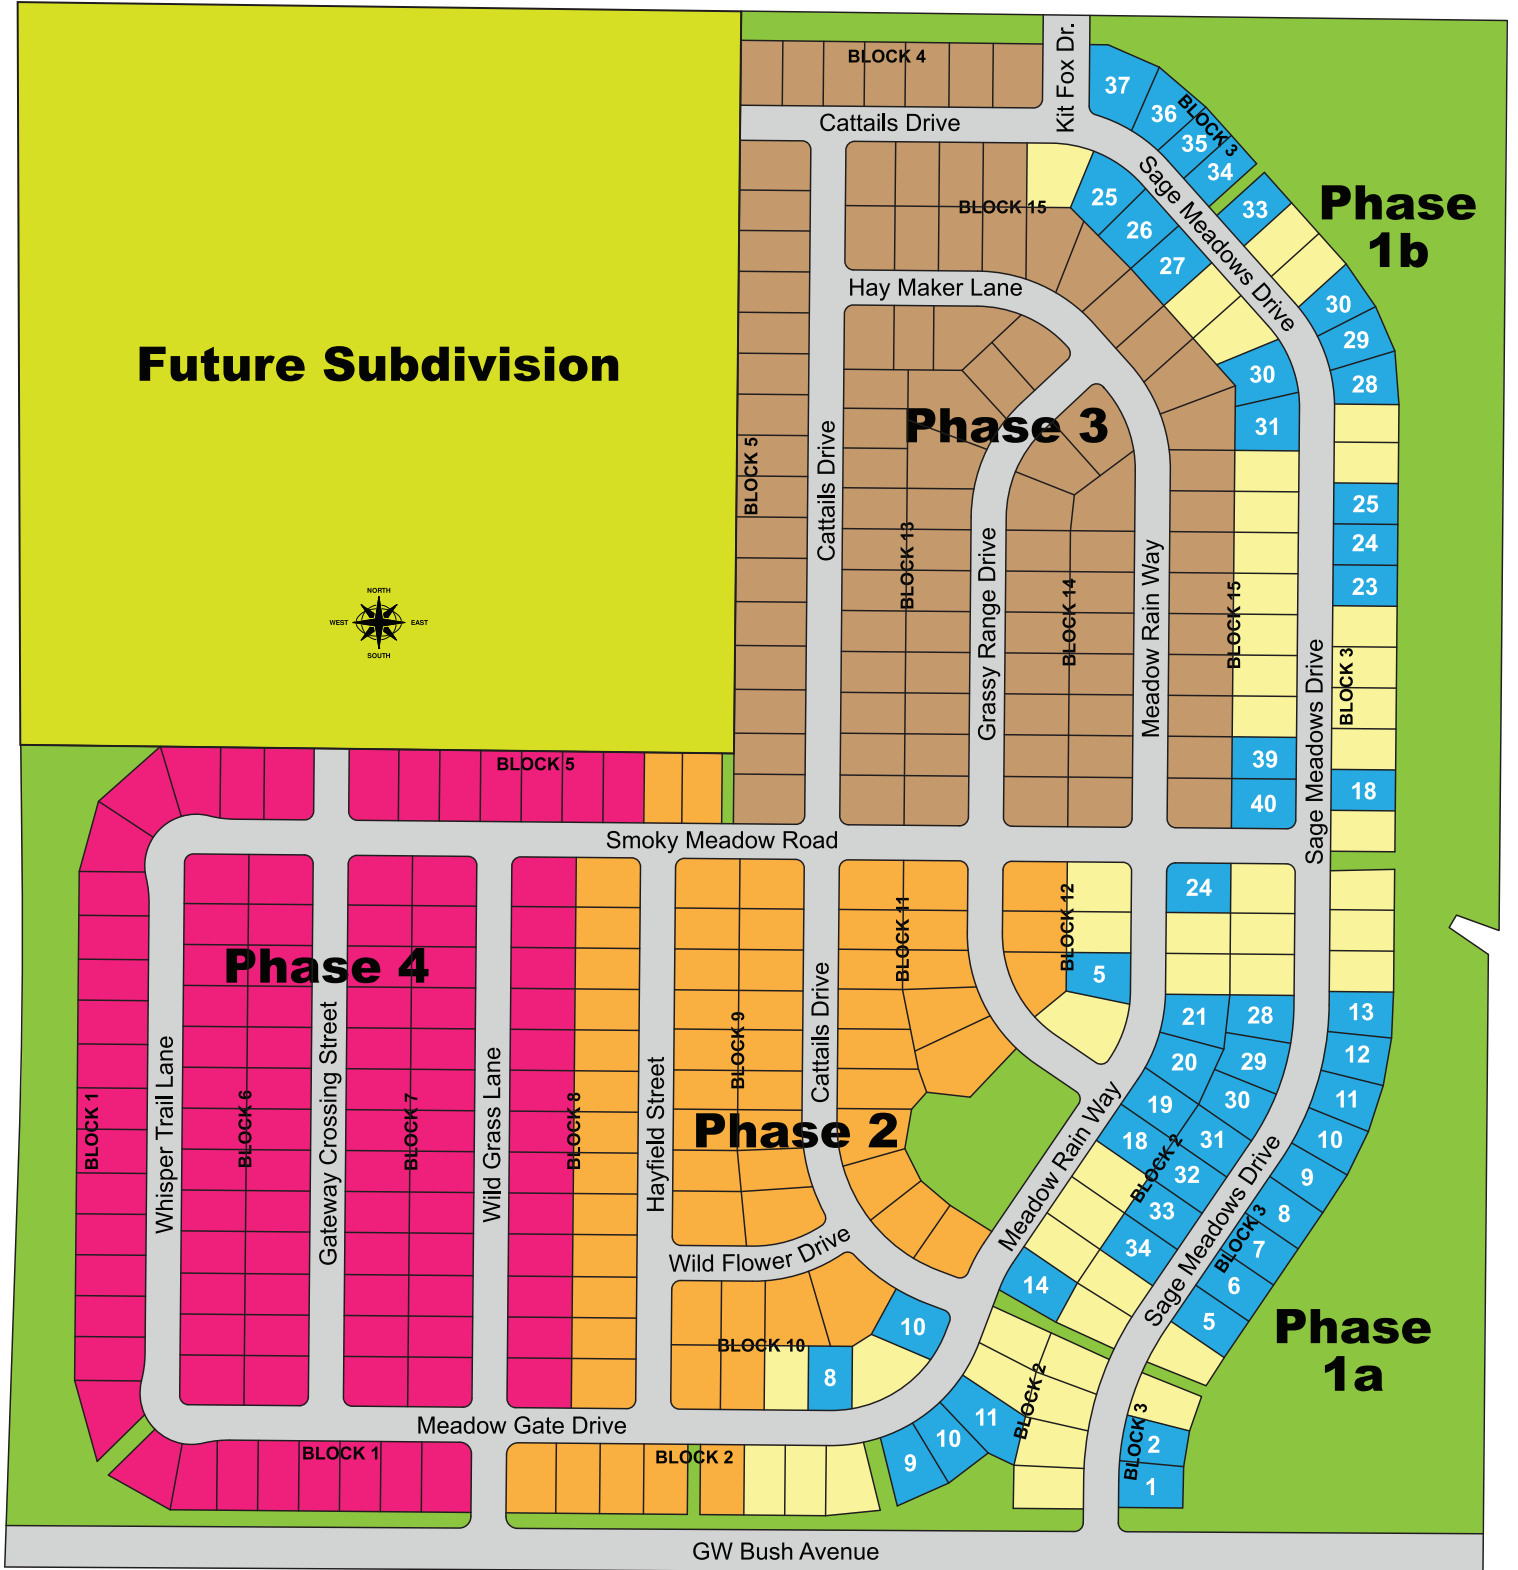 BLOCK 4
Kit Fox Dr.
37
36
BLOCK 3
35
34
Cattails Drive
Sage Meadows Drive
25
BLOCK 15
26
27
33
Phase
1b
Hay Maker Lane
30
29
28
Future Subdivision
30
31
Phase 3
BLOCK 5
Cattails Drive
BLOCK 13
Grassy Range Drive
BLOCK 14
Meadow Rain Way
BLOCK 15
25
24
23
NORTH
WEST
EAST
SOUTH
Sage Meadows Drive
BLOCK 3
39
40
18
BLOCK 5
Smoky Meadow Road
24
BLOCK 12
5
BLOCK 11
Phase 4
BLOCK 9
Cattails Drive
21
28
13
20
29
12
19
30
11
18
31
10
BLOCK 2
32
9
33
8
34
7
BLOCK 3
6
14
5
BLOCK 1
Whisper Trail Lane
BLOCK 6
Gateway Crossing Street
BLOCK 7
Wild Grass Lane
BLOCK 8
Hayfield Street
Phase 2
Meadow Rain Way
Sage Meadows Drive
Wild Flower Drive
Phase
1a
10
BLOCK 10
8
BLOCK 2
11
10
9
BLOCK 3
2
1
Meadow Gate Drive
BLOCK 1
BLOCK 2
GW Bush Avenue